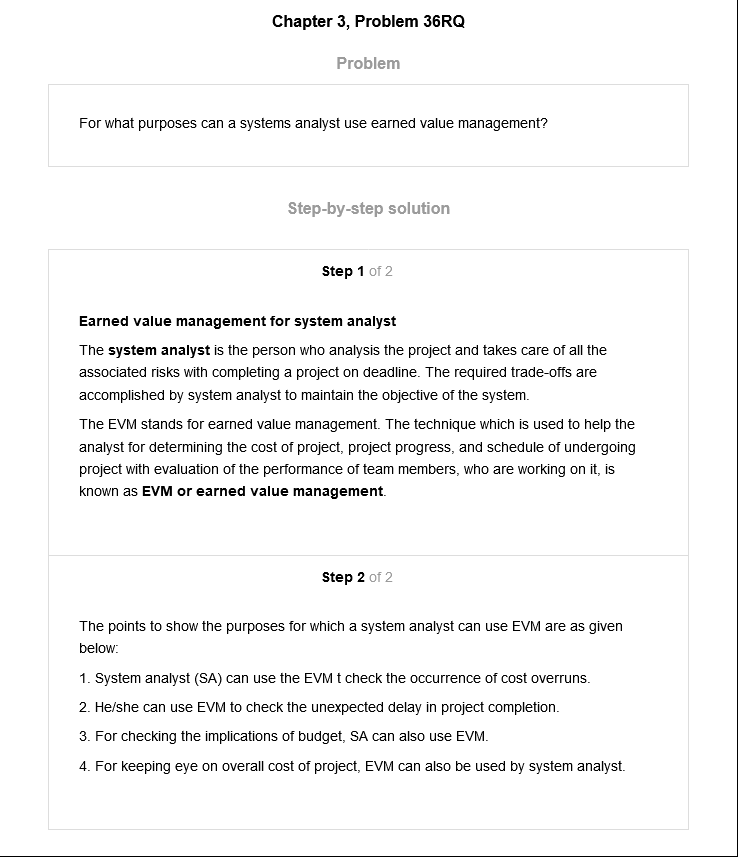 Chapter 3, Problem 36RQ
Problem
For what purposes can a systems analyst use earned value management?
Step-by-step solution
Step 1 of 2
Earned value management for system analyst
The system analyst is the person who analysis the project and takes care of all the
associated risks with completing a project on deadline. The required trade-offs are
accomplished by system analyst to maintain the objective of the system.
The EVM stands for earned value management. The technique which is used to help the
analyst for determining the cost of project, project progress, and schedule of undergoing
project with evaluation of the performance of team members, who are working on it, is
known as EVM or earned value management.
Step 2 of 2
The points to show the purposes for which a system analyst can use EVM are as given
below:
1. System analyst (SA) can use the EVM t check the occurrence of cost overruns.
2. He/she can use EVM to check the unexpected delay in project completion.
3. For checking the implications of budget, SA can also use EVM.
4. For keeping eye on overall cost of project, EVM can also be used by system analyst.